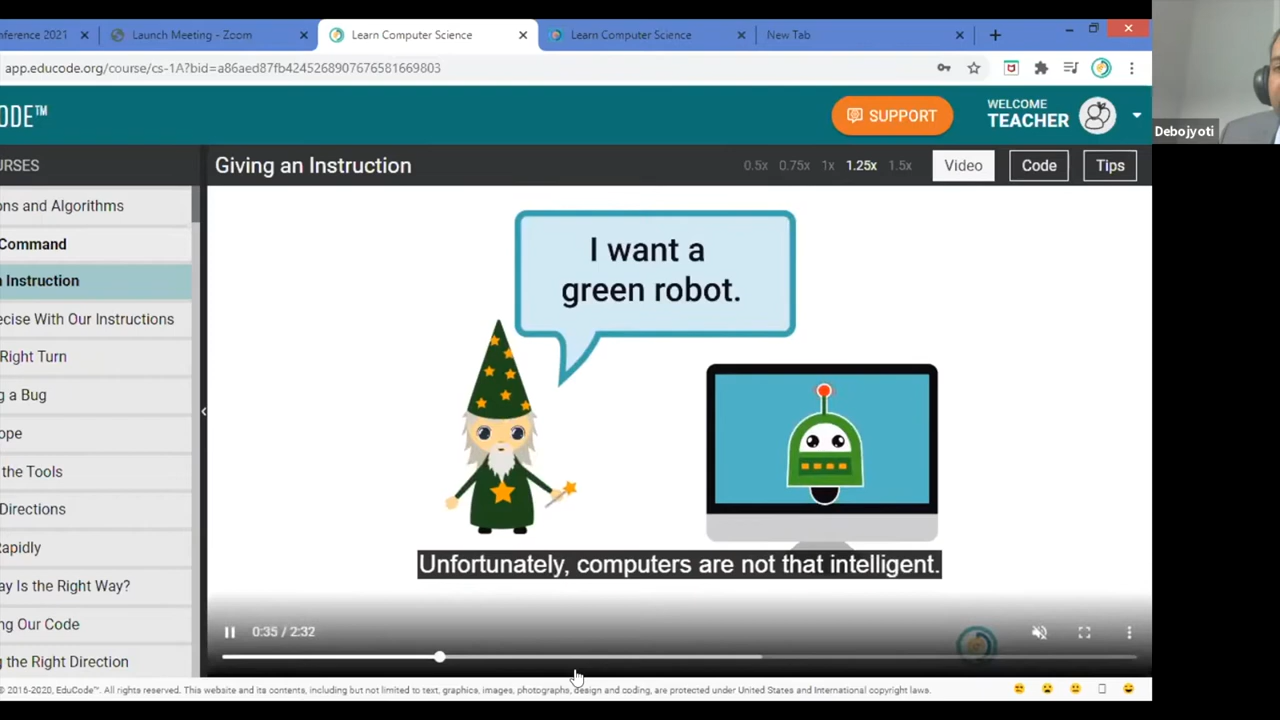 onference 2021
Launch Meeting - Zoom
Learn Computer Science
Learn Computer Science
New Tab
app.educode.org/course/cs-1A?bid=a86aed87fb4245268907676581669803
ODE™
SUPPORT
WELCOME
TEACHER
Debojyoti
URSES
Giving an Instruction
0.5x 0.75x 1x 1.25x 1.5x
Video
Code
Tips
ons and Algorithms
Command
n Instruction
ecise With Our Instructions
Right Turn
g a Bug
ope
the Tools
Directions
Rapidly
ay Is the Right Way?
ng Our Code
g the Right Direction
I want a
green robot.
Unfortunately, computers are not that intelligent.
0:35 / 2:32
© 2016-2020, EduCode™. All rights reserved. This website and its contents, including but not limited to text, graphics, images, photographs, design and coding, are protected under United States and International copyright laws.